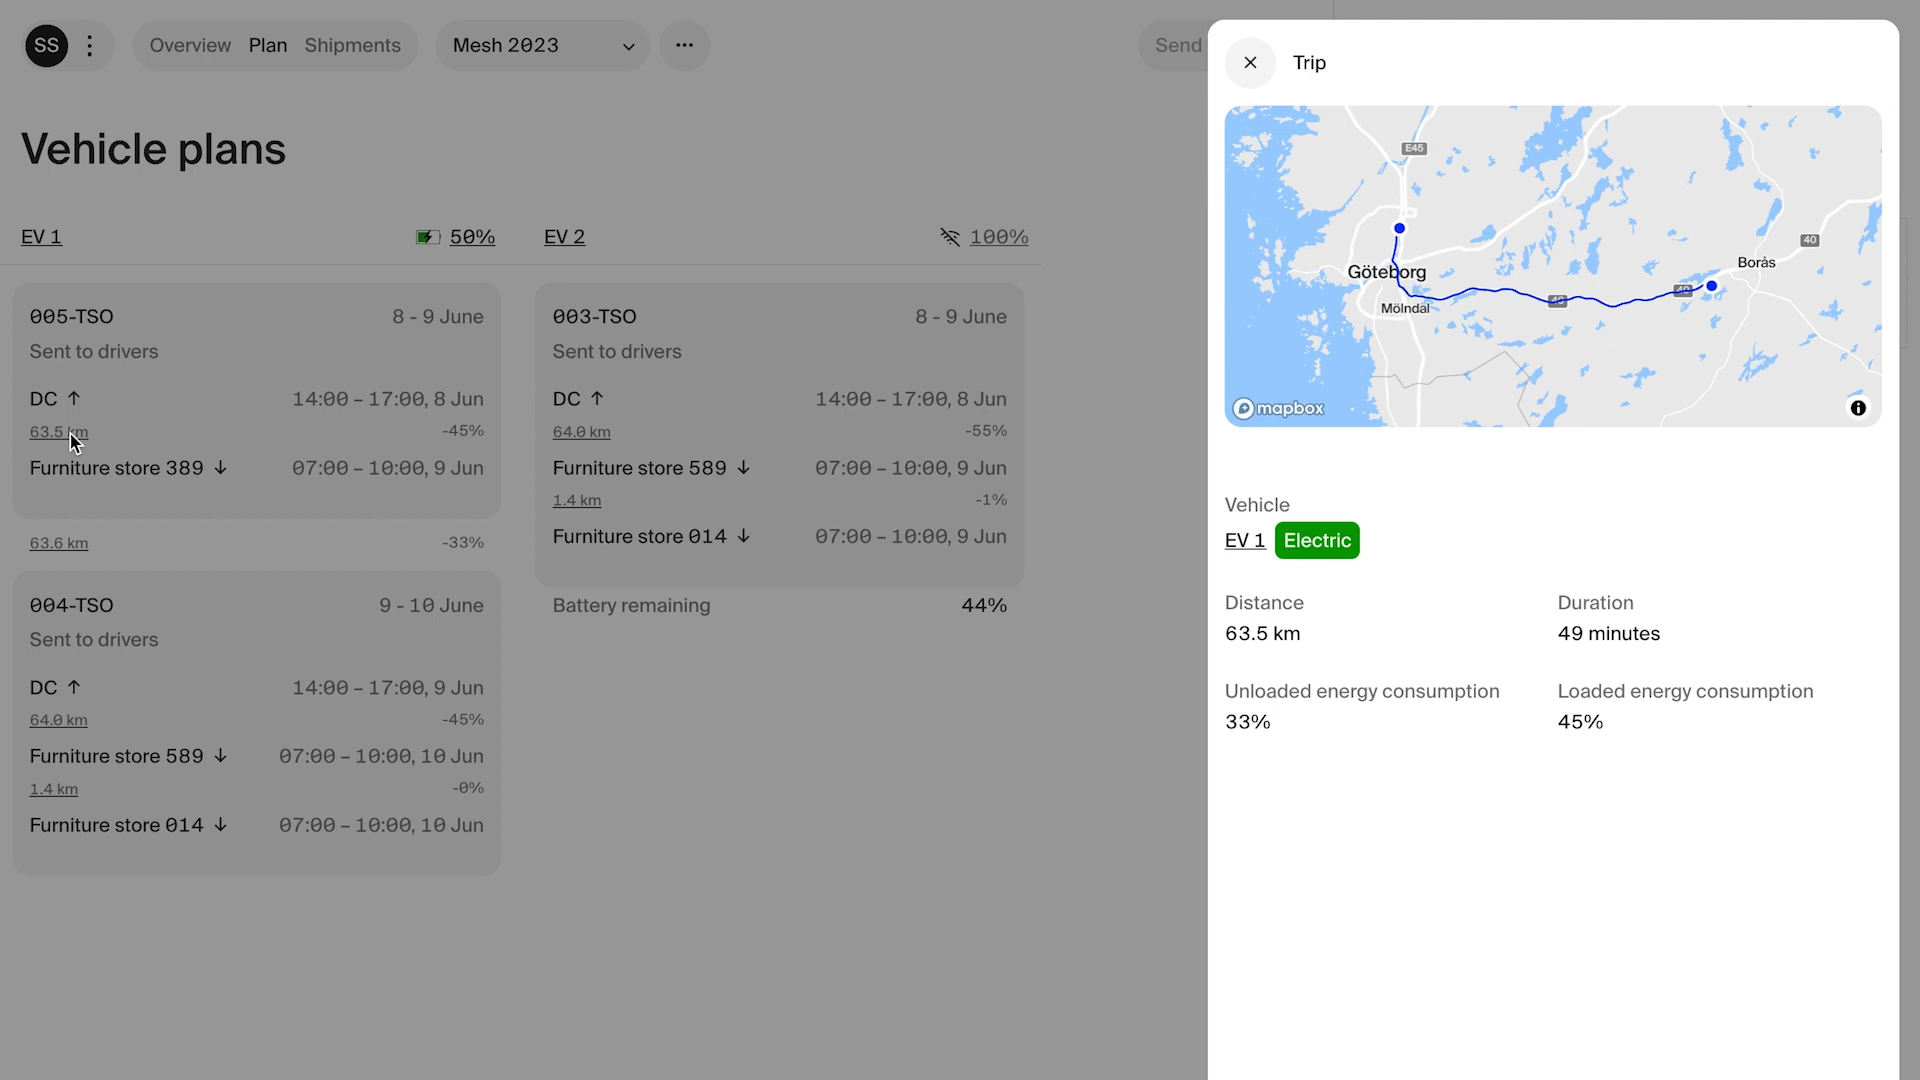 SS
Overview Plan Shipments
Mesh 2023
Send
Vehicle plans
EV 1 50%
EV 2 100%
005-TSO 8 - 9 June
Sent to drivers
DC ↑ 14:00 – 17:00, 8 Jun
63.5 km -45%
Furniture store 389 ↓ 07:00 – 10:00, 9 Jun
63.6 km -33%
004-TSO 9 - 10 June
Sent to drivers
DC ↑ 14:00 – 17:00, 9 Jun
64.0 km -45%
Furniture store 589 ↓ 07:00 – 10:00, 10 Jun
1.4 km -0%
Furniture store 014 ↓ 07:00 – 10:00, 10 Jun
003-TSO 8 - 9 June
Sent to drivers
DC ↑ 14:00 – 17:00, 8 Jun
64.0 km -55%
Furniture store 589 ↓ 07:00 – 10:00, 9 Jun
1.4 km -1%
Furniture store 014 ↓ 07:00 – 10:00, 9 Jun
Battery remaining 44%
Trip
E45
40
Borås
Göteborg
40
40
Mölndal
mapbox
Vehicle
EV 1 Electric
Distance Duration
63.5 km 49 minutes
Unloaded energy consumption Loaded energy consumption
33% 45%